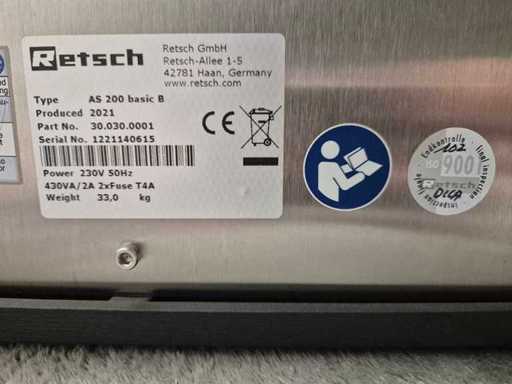 Retsch
Retsch GmbH
Retsch-Allee 1-5
42781 Haan, Germany
www.retsch.com
Type AS 200 basic B
Produced 2021
Part No. 30.030.0001
Serial No. 1221140615
Power 230V 50Hz
430VA/2A 2xFuse T4A
Weight 33,0 kg
CE
Endkontrolle
final inspection
ISO 900
Retsch